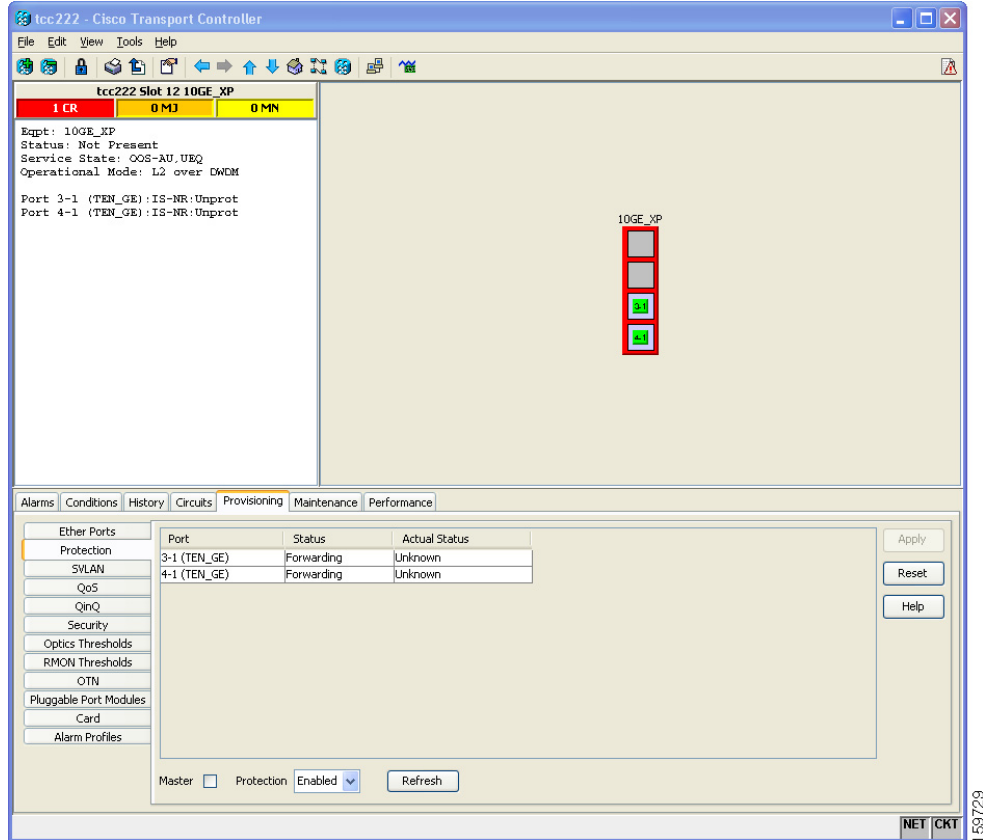 tcc222 - Cisco Transport Controller
File Edit View Tools Help
tcc222 Slot 12 10GE_XP
1 CR 0 MJ 0 MN
Eqpt: 10GE_XP
Status: Not Present
Service State: OOS-AU,UEQ
Operational Mode: L2 over DWDM
Port 3-1 (TEN_GE):IS-NR:Unprot
Port 4-1 (TEN_GE):IS-NR:Unprot
10GE_XP
3-1
4-1
Alarms Conditions History Circuits Provisioning Maintenance Performance
Ether Ports
Protection
SVLAN
QoS
QinQ
Security
Optics Thresholds
RMON Thresholds
OTN
Pluggable Port Modules
Card
Alarm Profiles
Port Status Actual Status
3-1 (TEN_GE) Forwarding Unknown
4-1 (TEN_GE) Forwarding Unknown
Apply
Reset
Help
Master Protection Enabled Refresh
NET CKT
159729